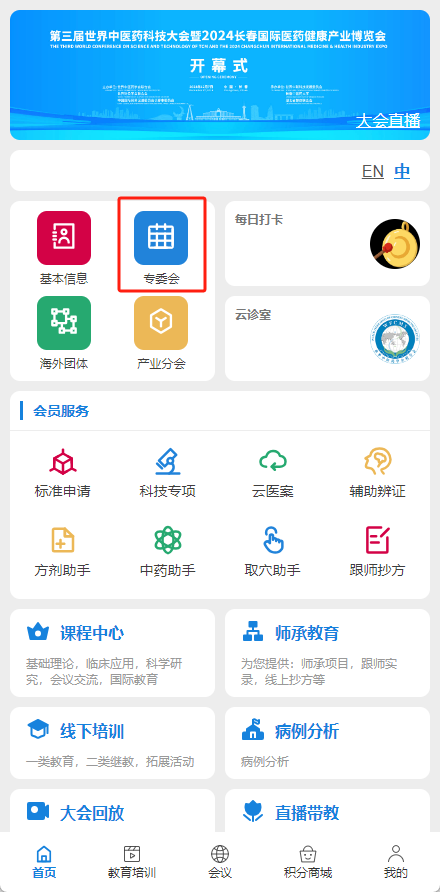 第三届世界中医药科技大会暨2024长春国际医药健康产业博览会
THE THIRD WORLD CONFERENCE ON SCIENCE AND TECHNOLOGY OF TCM AND THE 2024 CHANGCHUN INTERNATIONAL MEDICINE & HEALTH INDUSTRY EXPO
开幕式
OPENING CEREMONY
大会直播
EN 中
基本信息
专委会
海外团体
产业分会
每日打卡
云诊室
会员服务
标准申请
科技专项
云医案
辅助辨证
方剂助手
中药助手
取穴助手
跟师抄方
课程中心
基础理论，临床应用，科学研
究，会议交流，国际教育
师承教育
为您提供：师承项目，跟师实
录，线上抄方等
线下培训
一类教育，二类继教，拓展活动
病例分析
病例分析
大会回放
直播带教
首页
教育培训
会议
积分商城
我的